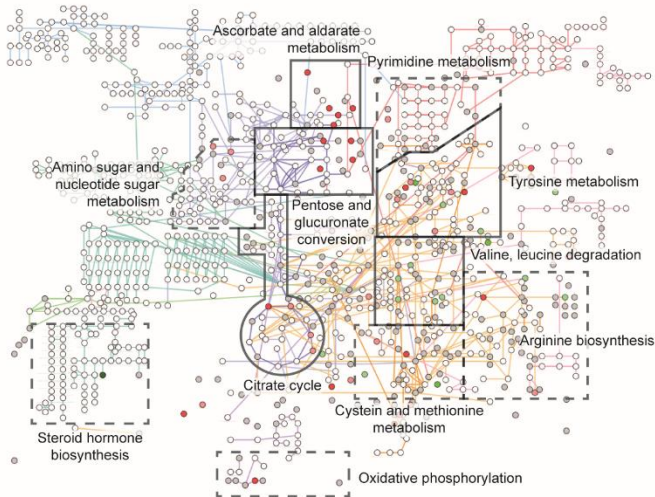 Ascorbate and aldarate
metabolism
Pyrimidine metabolism
Amino sugar and
nucleotide sugar
metabolism
Tyrosine metabolism
Pentose and
glucuronate
conversion
Valine, leucine degradation
Arginine biosynthesis
Citrate cycle
Cystein and methionine
metabolism
Steroid hormone
biosynthesis
Oxidative phosphorylation